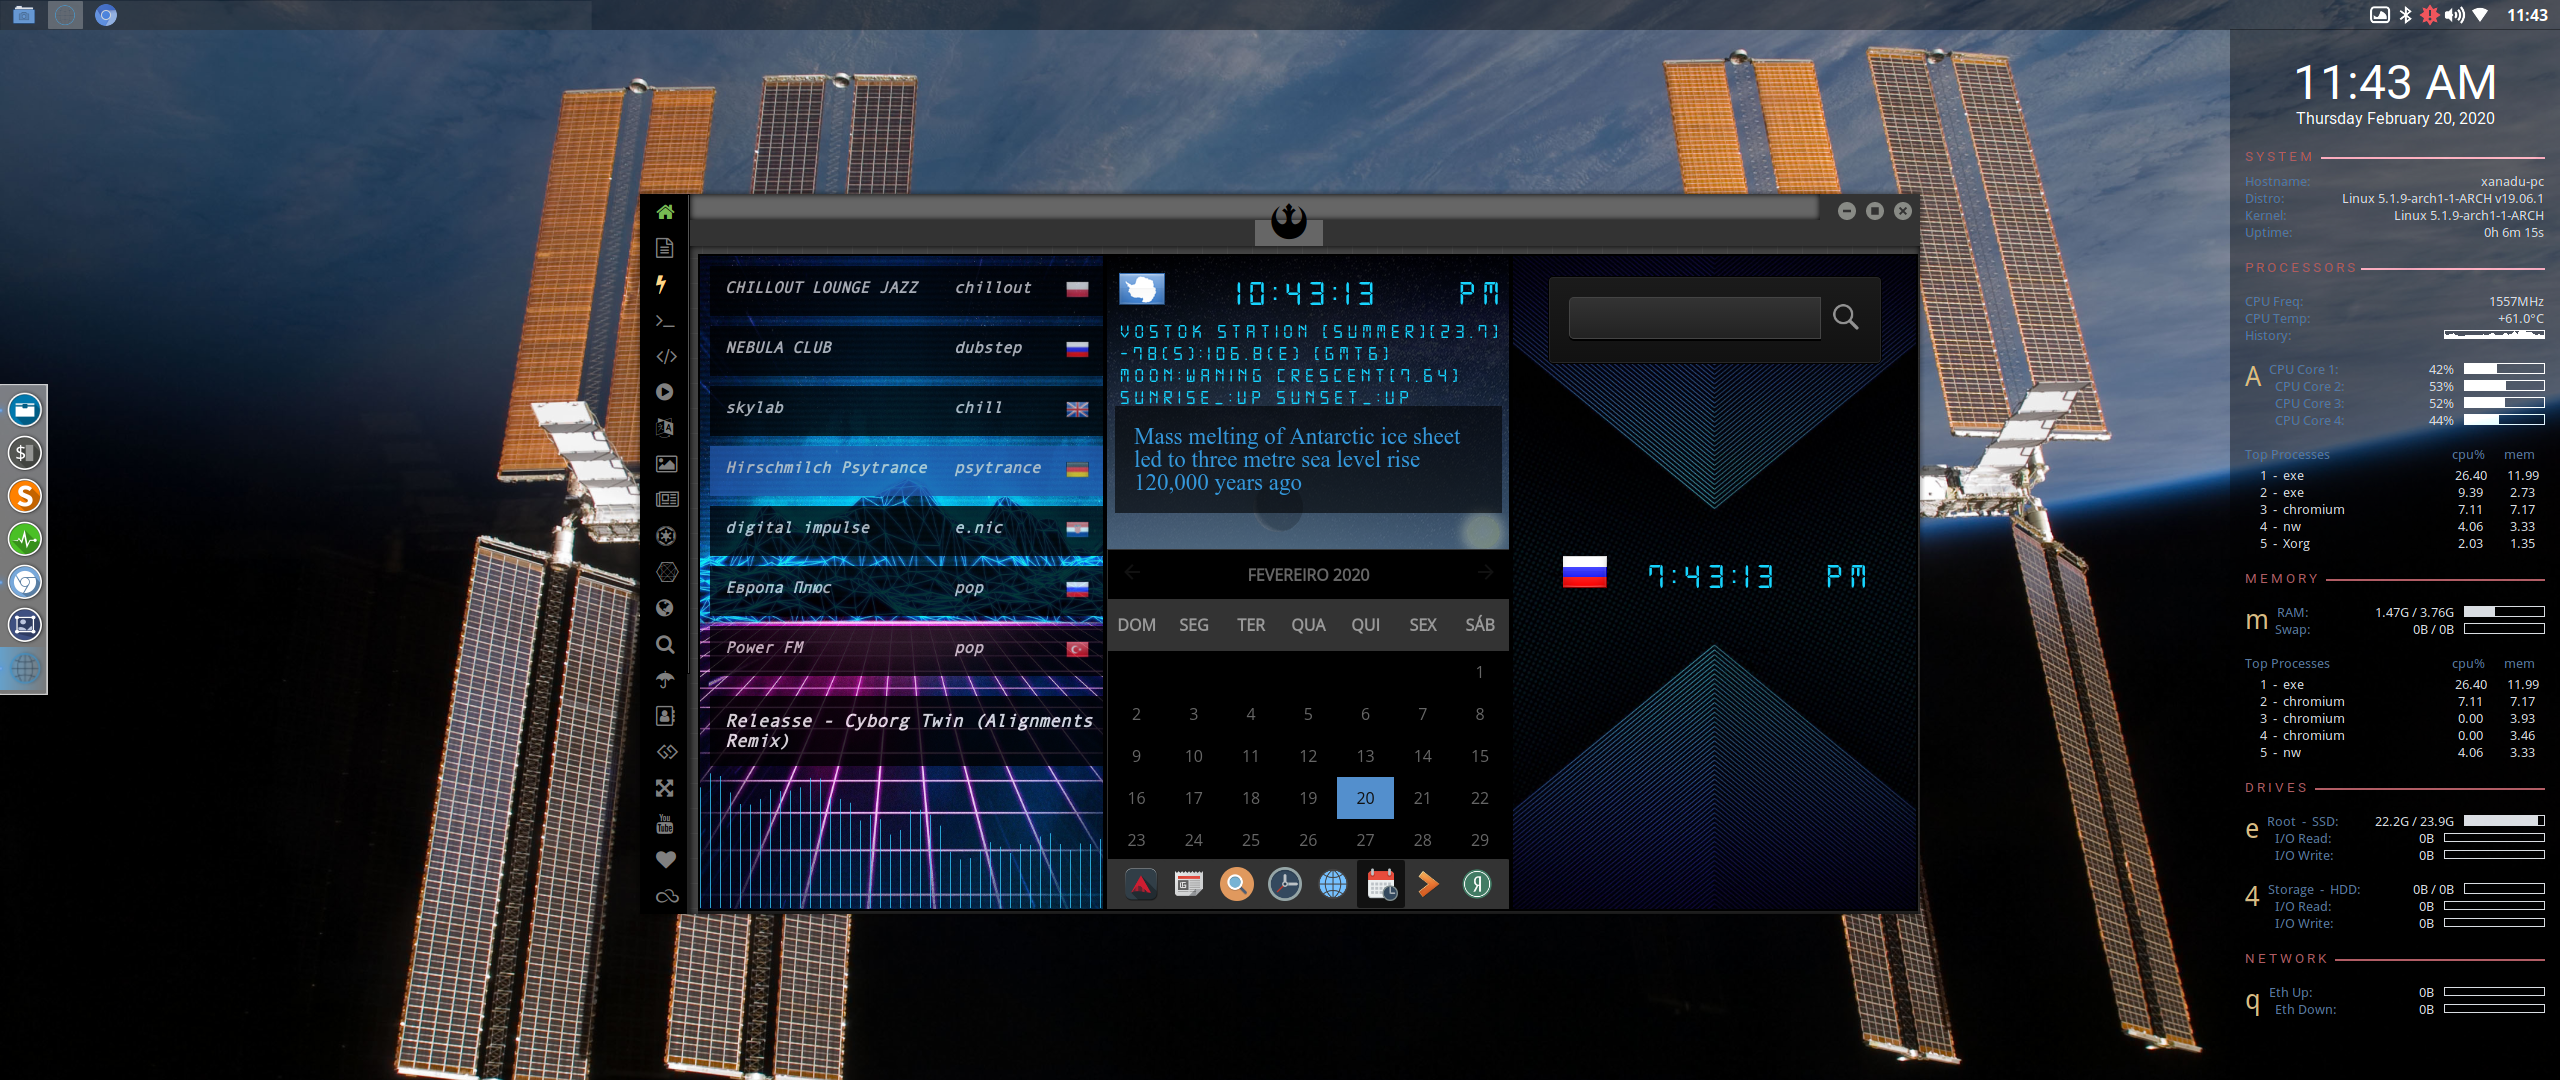 11:43
CHILLOUT LOUNGE JAZZ chillout
NEBULA CLUB dubstep
skylab chill
Hirschmilch Psytrance psytrance
digital impulse e.nic
Европа Плюс pop
Power FM pop
Releasse - Cyborg Twin (Alignments
Remix)
10:43:13 PM
VOSTOK STATION (SUMMER)(23.7)
-78(S):106.8(E) (GMT6)
MOON:WANING CRESCENT(7.64)
SUNRISE_:UP SUNSET_:UP
Mass melting of Antarctic ice sheet
led to three metre sea level rise
120,000 years ago
FEVEREIRO 2020
DOM SEG TER QUA QUI SEX SÁB
1
2 3 4 5 6 7 8
9 10 11 12 13 14 15
16 17 18 19 20 21 22
23 24 25 26 27 28 29
7:43:13 PM
You
Tube
11:43 AM
Thursday February 20, 2020
SYSTEM
Hostname: xanadu-pc
Distro: Linux 5.1.9-arch1-1-ARCH v19.06.1
Kernel: Linux 5.1.9-arch1-1-ARCH
Uptime: 0h 6m 15s
PROCESSORS
CPU Freq: 1557MHz
CPU Temp: +61.0°C
History:
A CPU Core 1: 42%
CPU Core 2: 53%
CPU Core 3: 52%
CPU Core 4: 44%
Top Processes cpu% mem
1 - exe 26.40 11.99
2 - exe 9.39 2.73
3 - chromium 7.11 7.17
4 - nw 4.06 3.33
5 - Xorg 2.03 1.35
MEMORY
m RAM: 1.47G / 3.76G
Swap: 0B / 0B
Top Processes cpu% mem
1 - exe 26.40 11.99
2 - chromium 7.11 7.17
3 - chromium 0.00 3.93
4 - chromium 0.00 3.46
5 - nw 4.06 3.33
DRIVES
e Root - SSD: 22.2G / 23.9G
I/O Read: 0B
I/O Write: 0B
4 Storage - HDD: 0B / 0B
I/O Read: 0B
I/O Write: 0B
NETWORK
q Eth Up: 0B
Eth Down: 0B